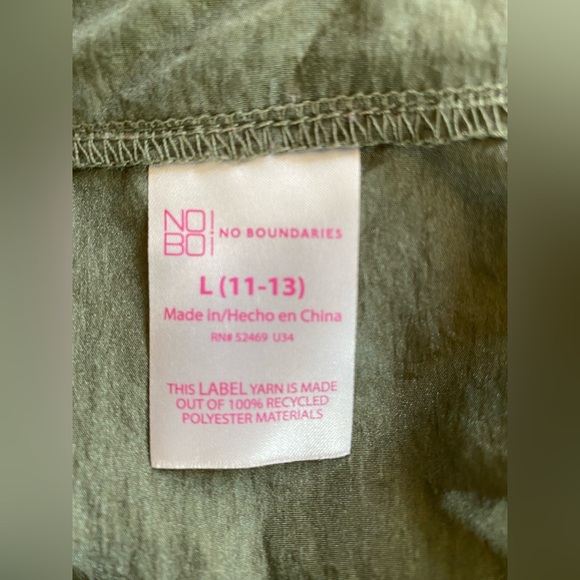 NO!
BO!
NO BOUNDARIES
L (11-13)
Made in/Hecho en China
RN# 52469 U34
THIS LABEL YARN IS MADE
OUT OF 100% RECYCLED
POLYESTER MATERIALS